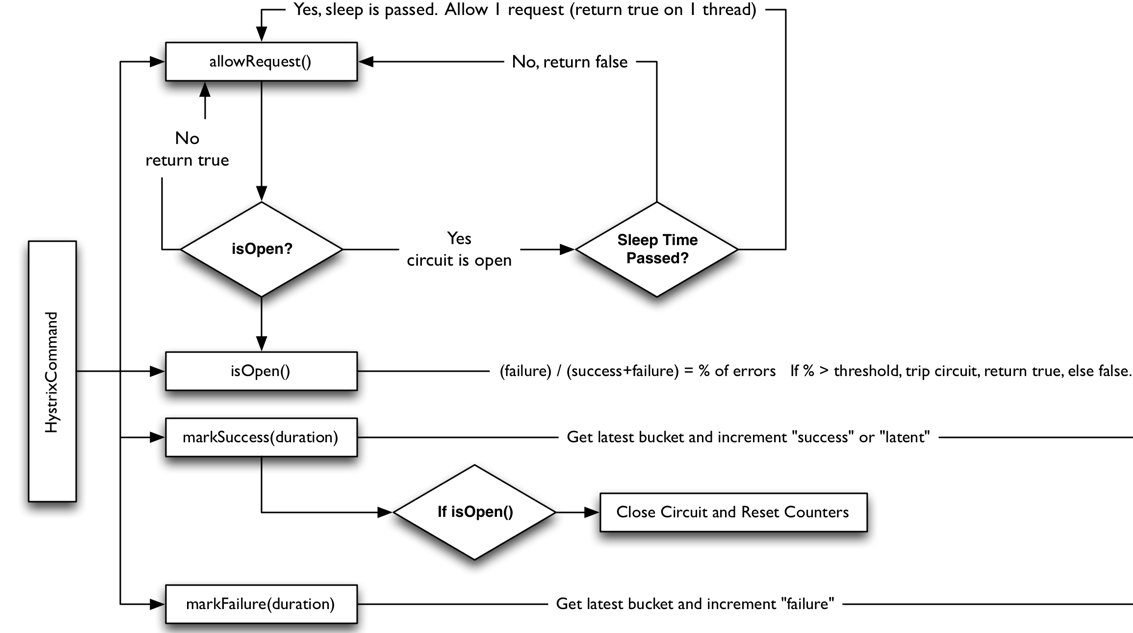 Yes, sleep is passed. Allow 1 request (return true on 1 thread)
allowRequest()
No, return false
No
return true
isOpen?
Yes
circuit is open
Sleep Time
Passed?
HystrixCommand
isOpen()
(failure) / (success+failure) = % of errors If % > threshold, trip circuit, return true, else false.
markSuccess(duration)
Get latest bucket and increment "success" or "latent"
If isOpen()
Close Circuit and Reset Counters
markFailure(duration)
Get latest bucket and increment "failure"